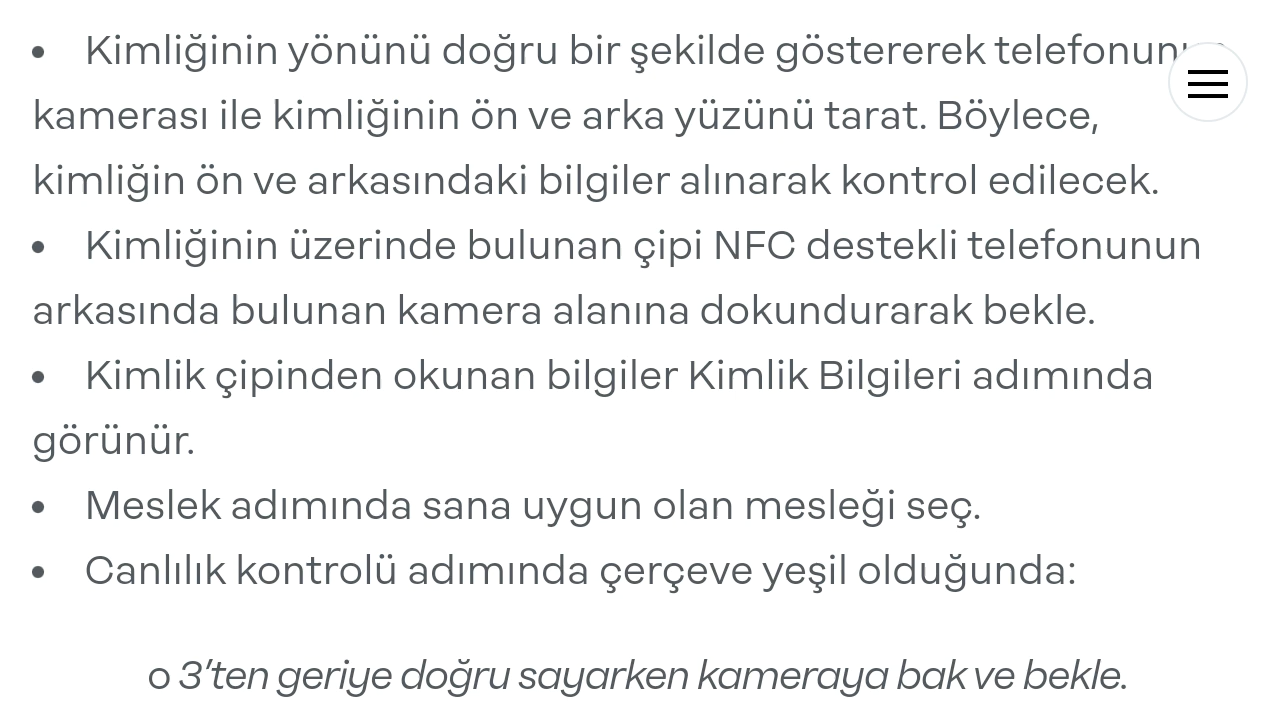 • Kimliğinin yönünü doğru bir şekilde göstererek
kamerası ile kimliğinin ön ve arka yüzünü tarat. Böylece,
kimliğin ön ve arkasındaki bilgiler alınarak kontrol edilecek.
• Kimliğinin üzerinde bulunan çipi NFC destekli telefonunun
arkasında bulunan kamera alanına dokundurarak bekle.
• Kimlik çipinden okunan bilgiler Kimlik Bilgileri adımında
görünür.
• Meslek adımında sana uygun olan mesleği seç.
• Canlılık kontrolü adımında çerçeve yeşil olduğunda:
o 3’ten geriye doğru sayarken kameraya bak ve bekle.